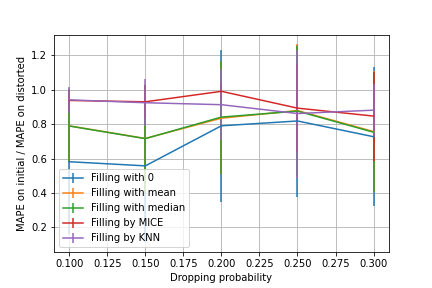 MAPE on initial / MAPE on distorted
1.2
1.0
0.8
0.6
0.4
0.2
Filling with 0
Filling with mean
Filling with median
Filling by MICE
Filling by KNN
0.100 0.125 0.150 0.175 0.200 0.225 0.250 0.275 0.300
Dropping probability